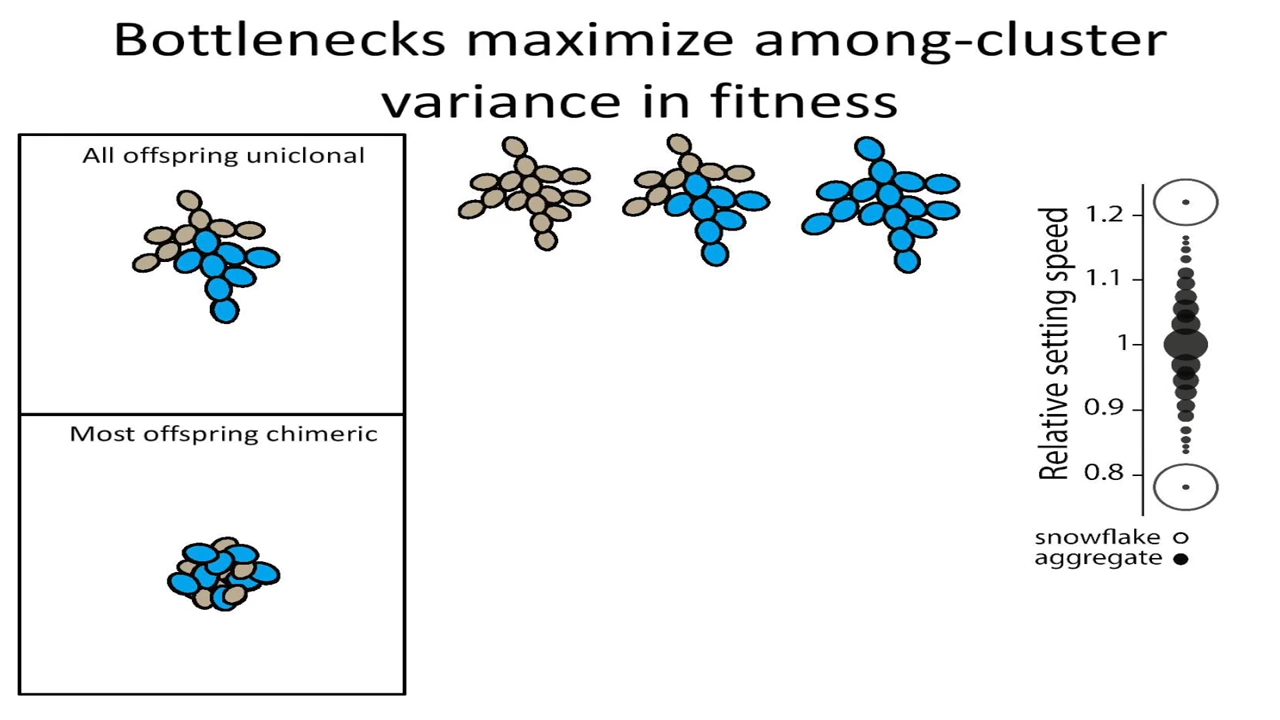 Bottlenecks maximize among-cluster
variance in fitness
All offspring uniclonal
Most offspring chimeric
Relative setting speed
1.2
1.1
1
0.9
0.8
snowflake
aggregate